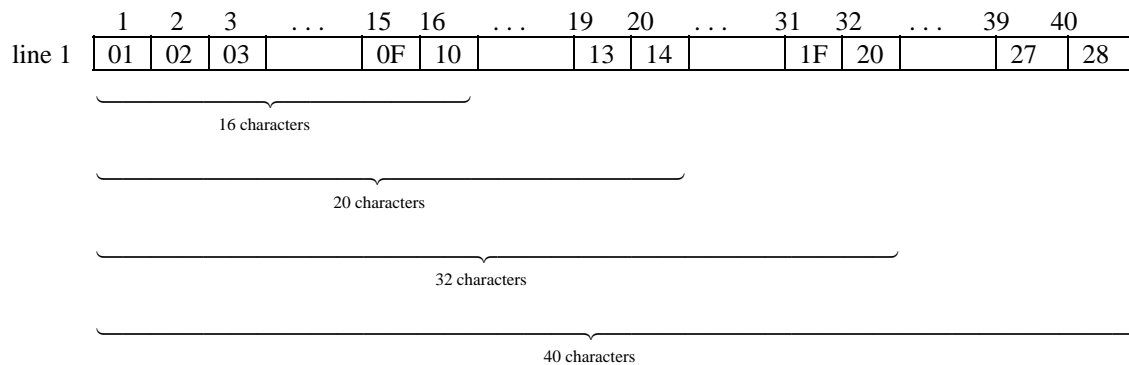 1 2 3 . . . 15 16 . . . 19 20 . . . 31 32 . . . 39 40
line 1 01 02 03 0F 10 13 14 1F 20 27 28
16 characters
20 characters
32 characters
40 characters